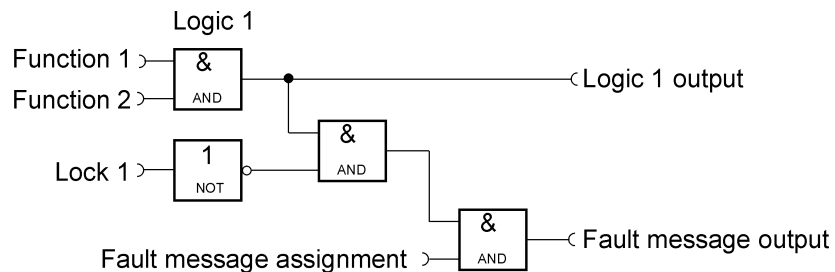 Logic 1
Function 1
&
Logic 1 output
Function 2
AND
&
1
Lock 1
AND
NOT
&
Fault message output
Fault message assignment
AND